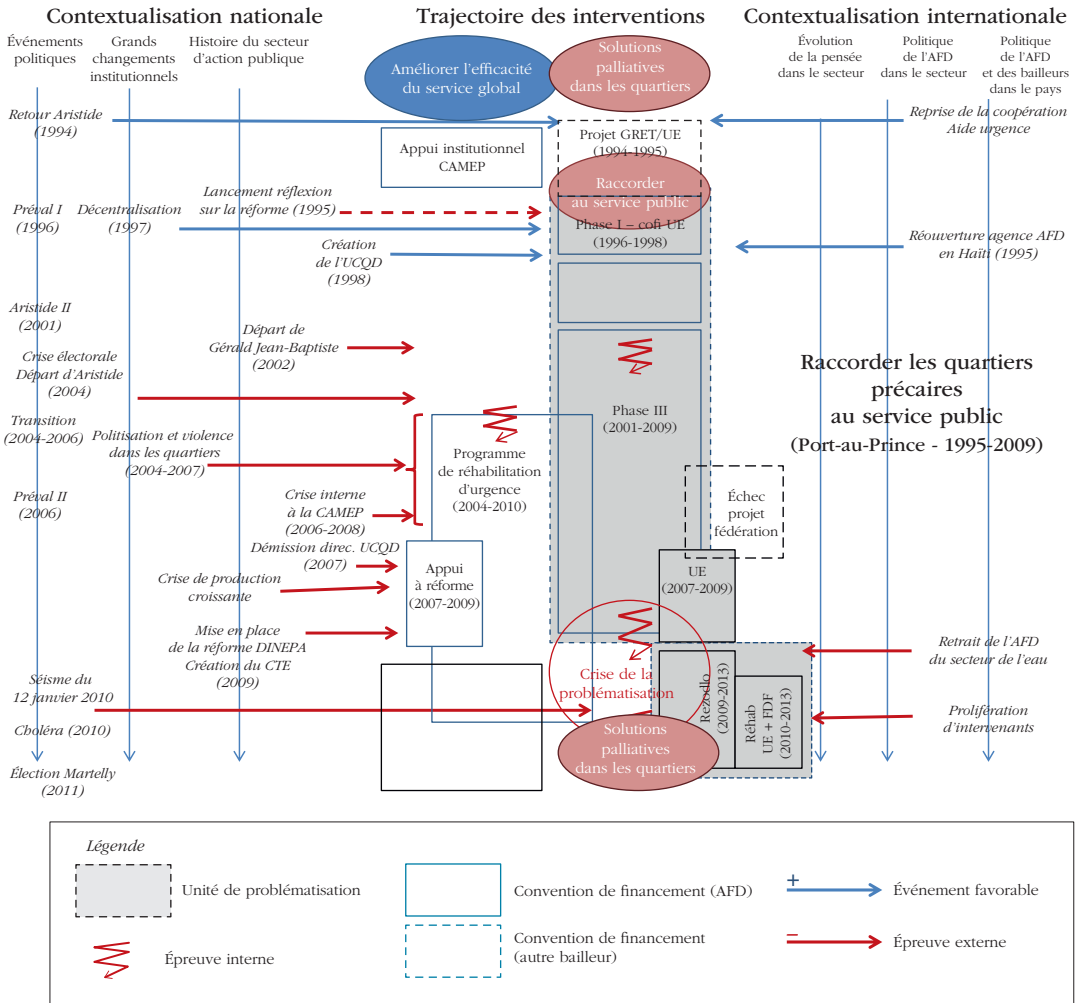 Contextualisation nationale
Trajectoire des interventions
Contextualisation internationale
Événements
politiques
Grands
changements
institutionnels
Histoire du secteur
d'action publique
Améliorer l'efficacité
du service global
Solutions
palliatives
dans les quartiers
Évolution
de la pensée
dans le secteur
Politique
de l'AFD
dans le secteur
Politique
de l'AFD
et des bailleurs
dans le pays
Retour Aristide
(1994)
Appui institutionnel
CAMEP
Projet GRET/UE
(1994-1995)
Reprise de la coopération
Aide urgence
Raccorder
au service public
Lancement réflexion
sur la réforme (1995)
Préval I
(1996)
Décentralisation
(1997)
Phase I – cofi UE
(1996-1998)
Création
de l'UCQD
(1998)
Réouverture agence AFD
en Haïti (1995)
Aristide II
(2001)
Départ de
Gérald Jean-Baptiste
(2002)
Crise électorale
Départ d'Aristide
(2004)
Raccorder les quartiers
précaires
au service public
(Port-au-Prince - 1995-2009)
Phase III
(2001-2009)
Transition
(2004-2006)
Politisation et violence
dans les quartiers
(2004-2007)
Programme
de réhabilitation
d'urgence
(2004-2010)
Préval II
(2006)
Crise interne
à la CAMEP
(2006-2008)
Échec
projet
fédération
Démission direc. UCQD
(2007)
Crise de production
croissante
Appui
à réforme
(2007-2009)
UE
(2007-2009)
Mise en place
de la réforme DINEPA
Création du CTE
(2009)
Retrait de l'AFD
du secteur de l'eau
Séisme du
12 janvier 2010
Crise de la
problématisation
Rezodlo
(2009-2013)
Réhab
UE + FDF
(2010-2013)
Prolifération
d'intervenants
Choléra (2010)
Solutions
palliatives
dans les quartiers
Élection Martelly
(2011)
Légende
Unité de problématisation
Convention de financement (AFD)
+
Événement favorable
Épreuve interne
Convention de financement
(autre bailleur)
–
Épreuve externe